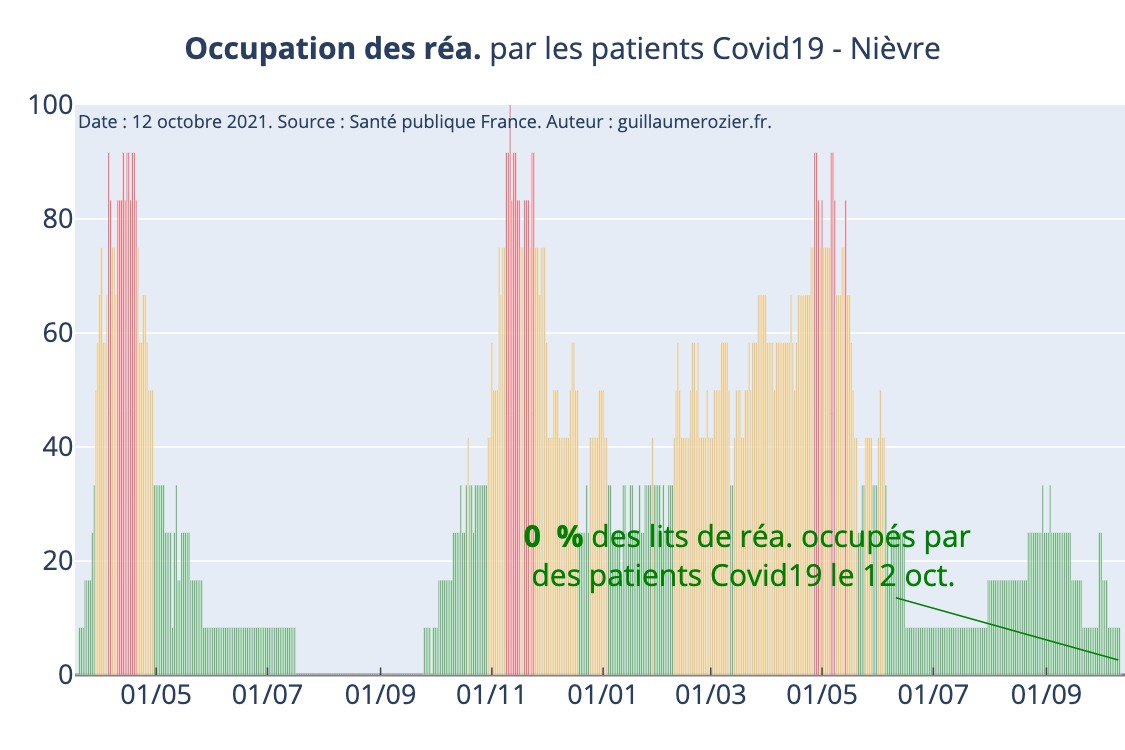 Occupation des réa. par les patients Covid19 - Nièvre
100
Date : 12 octobre 2021. Source : Santé publique France. Auteur : guillaumerozier.fr.
80
60
40
0 % des lits de réa. occupés par
20
des patients Covid19 le 12 oct.
0
01/05 01/07 01/09 01/11 01/01 01/03 01/05 01/07 01/09